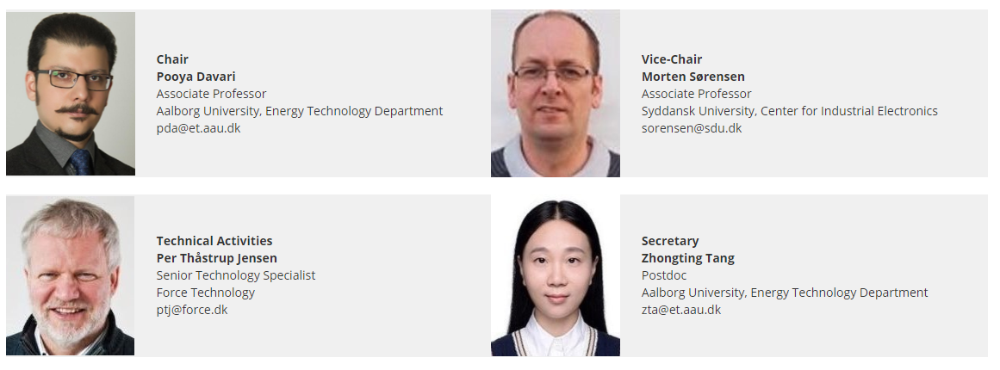 Chair
Pooya Davari
Associate Professor
Aalborg University, Energy Technology Department
pda@et.aau.dk
Vice-Chair
Morten Sørensen
Associate Professor
Syddansk University, Center for Industrial Electronics
sorensen@sdu.dk
Technical Activities
Per Thåstrup Jensen
Senior Technology Specialist
Force Technology
ptj@force.dk
Secretary
Zhongting Tang
Postdoc
Aalborg University, Energy Technology Department
zta@et.aau.dk